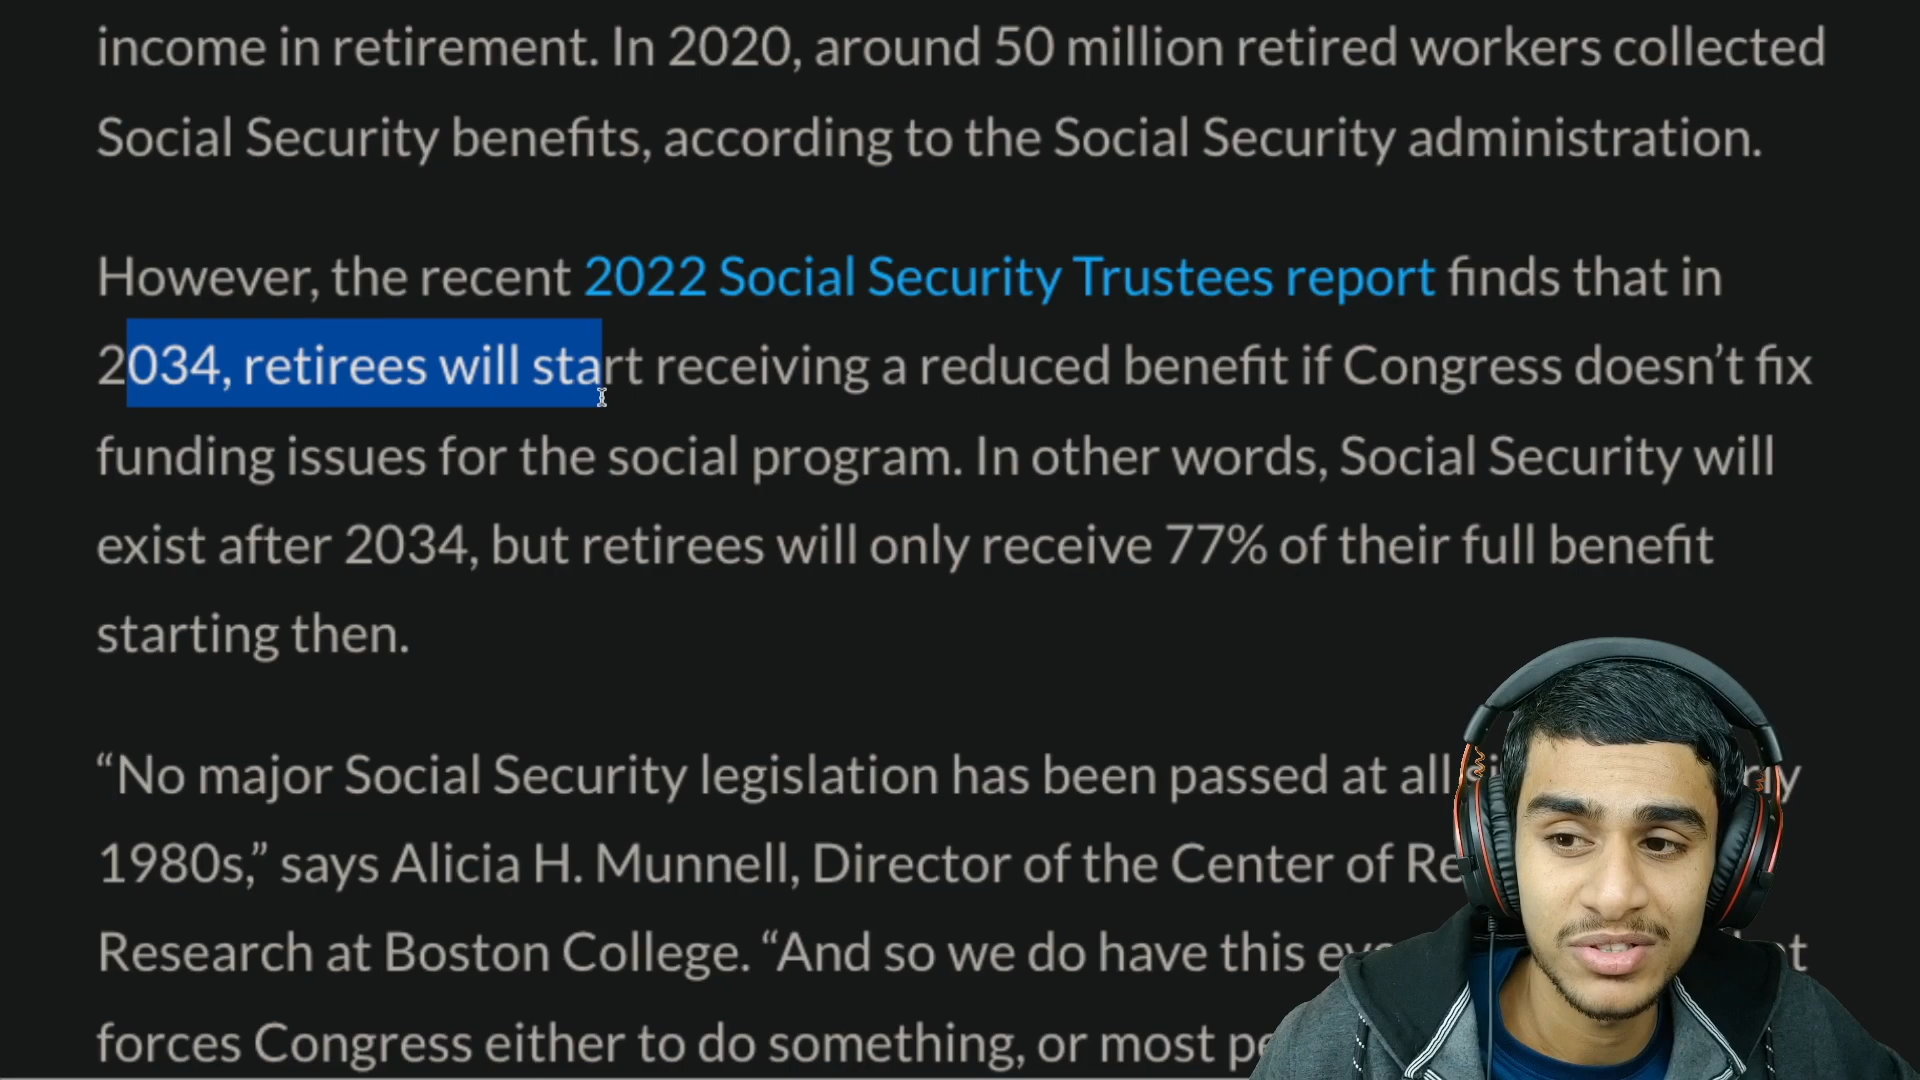 income in retirement. In 2020, around 50 million retired workers collected
Social Security benefits, according to the Social Security administration.
However, the recent 2022 Social Security Trustees report finds that in
2034, retirees will start receiving a reduced benefit if Congress doesn’t fix
funding issues for the social program. In other words, Social Security will
exist after 2034, but retirees will only receive 77% of their full benefit
starting then.
“No major Social Security legislation has been passed at all
1980s,” says Alicia H. Munnell, Director of the Center of
Research at Boston College. “And so we do have this
forces Congress either to do something, or most